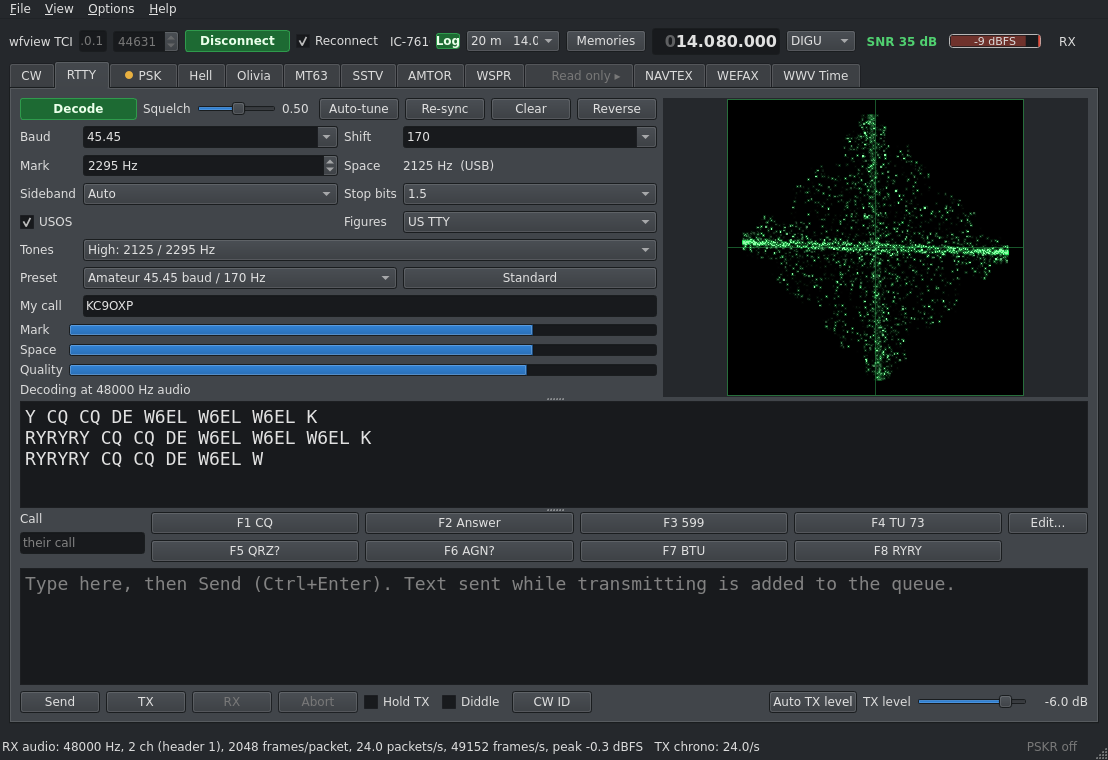 File View Options Help
wfview TCI .0.1 44631 Disconnect Reconnect IC-761 Log 20 m 14.0 Memories 014.080.000 DIGU SNR 35 dB -9 dBFS RX
CW RTTY PSK Hell Olivia MT63 SSTV AMTOR WSPR Read only ▸ NAVTEX WEFAX WWV Time
Decode Squelch 0.50 Auto-tune Re-sync Clear Reverse
Baud 45.45 Shift 170
Mark 2295 Hz Space 2125 Hz (USB)
Sideband Auto Stop bits 1.5
USOS Figures US TTY
Tones High: 2125 / 2295 Hz
Preset Amateur 45.45 baud / 170 Hz Standard
My call KC9OXP
Mark
Space
Quality
Decoding at 48000 Hz audio
Y CQ CQ DE W6EL W6EL W6EL K
RYRYRY CQ CQ DE W6EL W6EL W6EL K
RYRYRY CQ CQ DE W6EL W
Call F1 CQ F2 Answer F3 599 F4 TU 73 Edit...
their call F5 QRZ? F6 AGN? F7 BTU F8 RYRY
Type here, then Send (Ctrl+Enter). Text sent while transmitting is added to the queue.
Send TX RX Abort Hold TX Diddle CW ID Auto TX level TX level -6.0 dB
RX audio: 48000 Hz, 2 ch (header 1), 2048 frames/packet, 24.0 packets/s, 49152 frames/s, peak -0.3 dBFS TX chrono: 24.0/s PSKR off